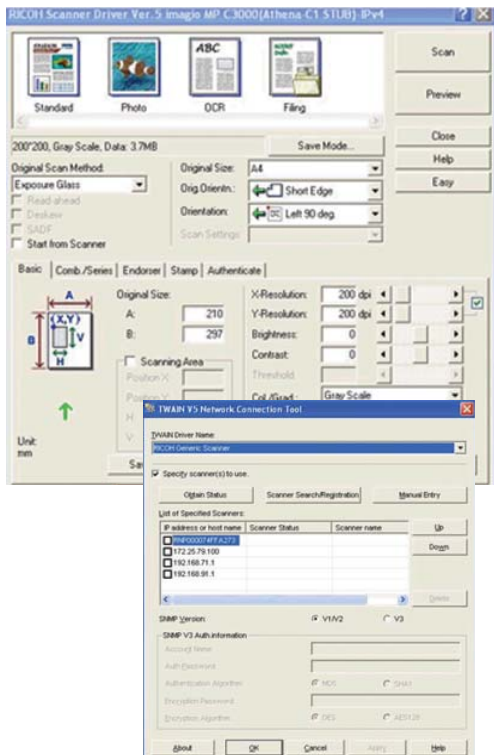 RICOH Scanner Driver Ver.5 imagio MP C3000(Athena-C1 STUB) IPv4
Scan
Preview
Close
Help
Easy
ABC
Standard
Photo
OCR
Filing
200*200, Gray Scale, Data: 3.7MB
Save Mode...
Original Scan Method:
Exposure Glass
Read-ahead
Deskew
SADF
Start from Scanner
Original Size:
A4
Orig.Orientn.:
Short Edge
Orientation:
Left 90 deg.
Scan Settings:
Basic
Comb./Series
Endorser
Stamp
Authenticate
A
B
(X,Y)
V
H
Unit:
mm
Original Size:
A:
210
B:
297
Scanning Area
Position X:
Position Y:
H
V
X-Resolution:
200 dpi
Y-Resolution:
200 dpi
Brightness:
0
Contrast:
0
Threshold:
Col./Grad.:
Gray Scale
TWAIN V5 Network Connection Tool
TWAIN Driver Name:
RICOH Generic Scanner
Specify scanner(s) to use.
Obtain Status
Scanner Search/Registration
Manual Entry
List of Specified Scanners:
IP address or host name
Scanner Status
Scanner name
172.25.79.100
192.168.71.1
192.168.91.1
Up
Down
Delete
SNMP Version:
V1/V2
V3
SNMP V3 Auth.information
Account Name
Auth.Password
Authentication Algorithm
MD5
SHA1
Encryption Password
Encryption Algorithm
DES
AES128
About
OK
Cancel
Apply
Help